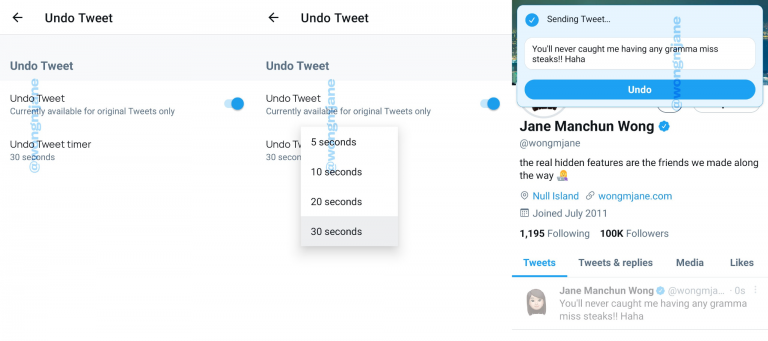 Undo Tweet
Undo Tweet
Undo Tweet
Currently available for original Tweets only
Undo Tweet timer
30 seconds
@wongmjane
Undo Tweet
Undo Tweet
Undo Tweet
Currently available for original Tweets only
Undo
30 secon
5 seconds
10 seconds
20 seconds
30 seconds
@wongmjane
Sending Tweet...
You'll never caught me having any gramma miss
steaks!! Haha
Undo
@wongmjane
Jane Manchun Wong
@wongmjane
the real hidden features are the friends we made along
the way
Null Island wongmjane.com
Joined July 2011
1,195 Following 100K Followers
Tweets Tweets & replies Media Likes
Jane Manchun Wong @wongmja... · 0s
You'll never caught me having any gramma
miss steaks!! Haha